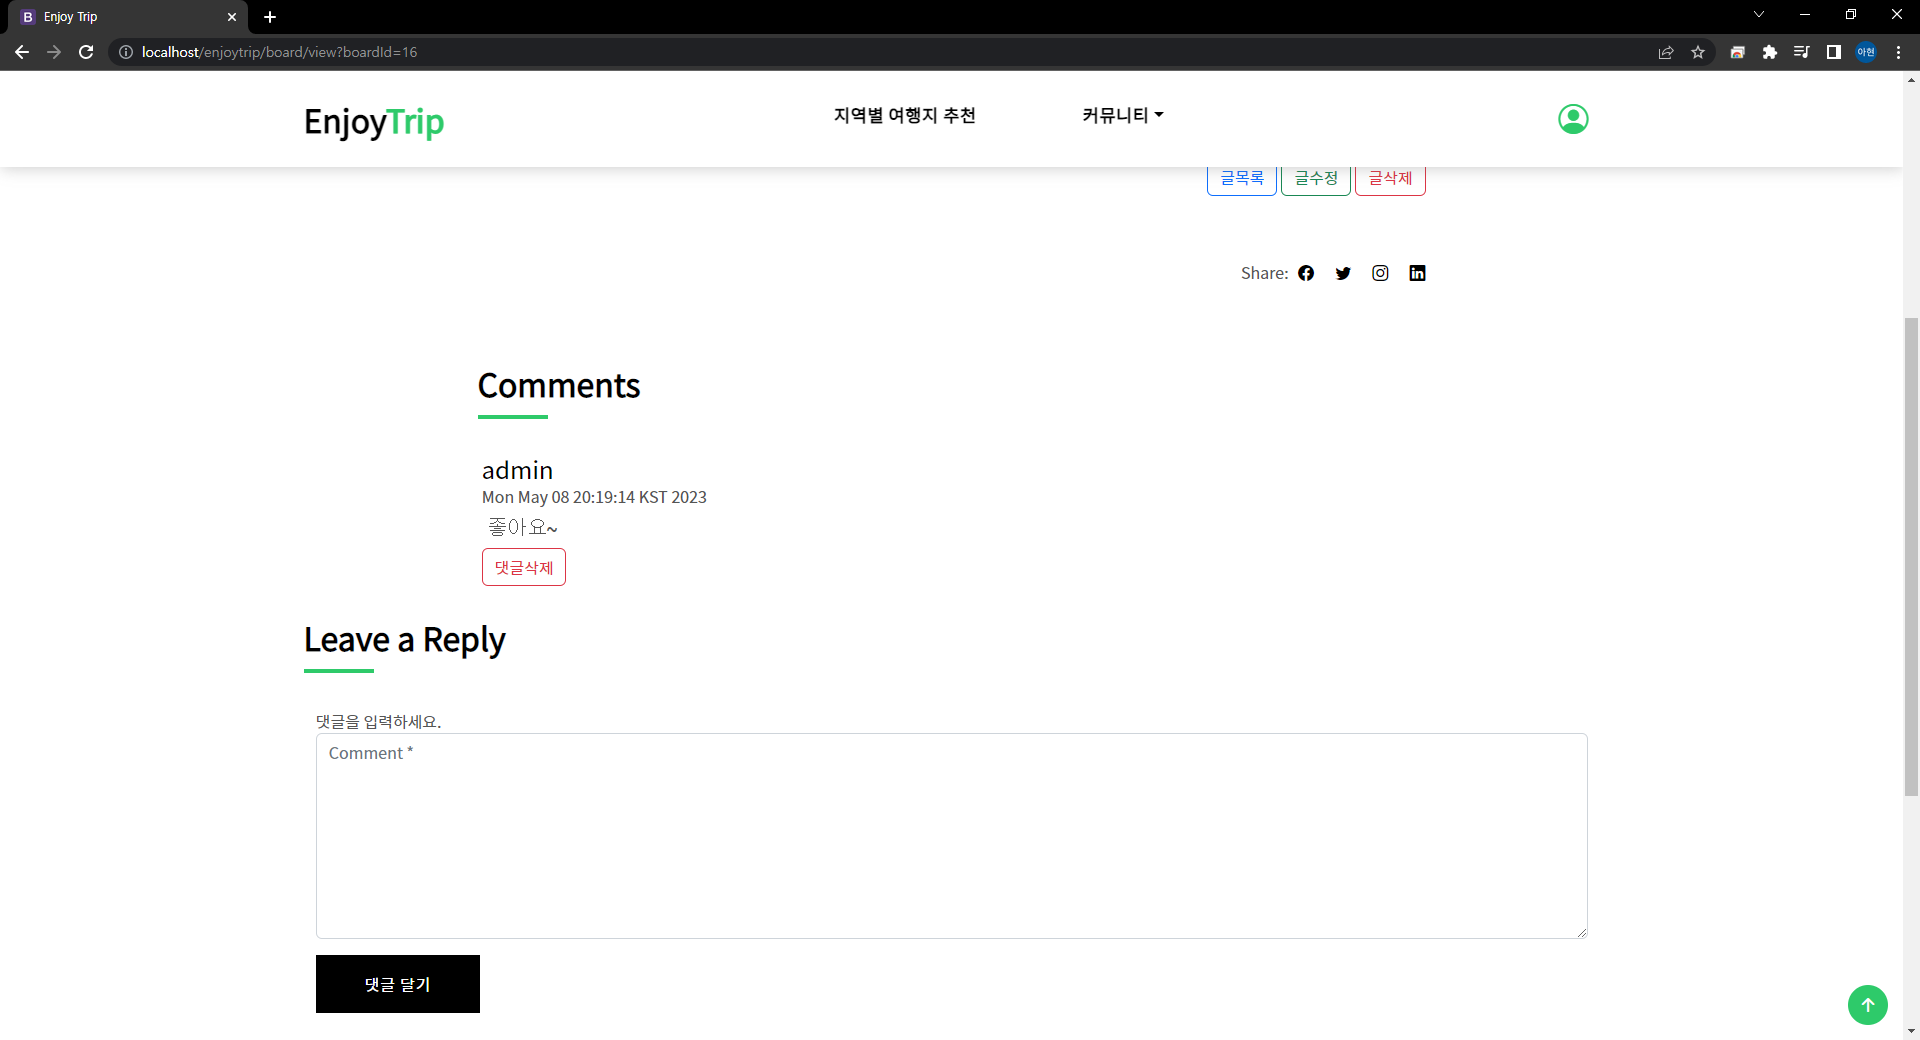 Enjoy Trip
localhost/enjoytrip/board/view?boardId=16
아현
EnjoyTrip
지역별 여행지 추천
커뮤니티
글목록
글수정
글삭제
Share:
Comments
admin
Mon May 08 20:19:14 KST 2023
좋아요~
댓글삭제
Leave a Reply
댓글을 입력하세요.
Comment *
댓글 달기